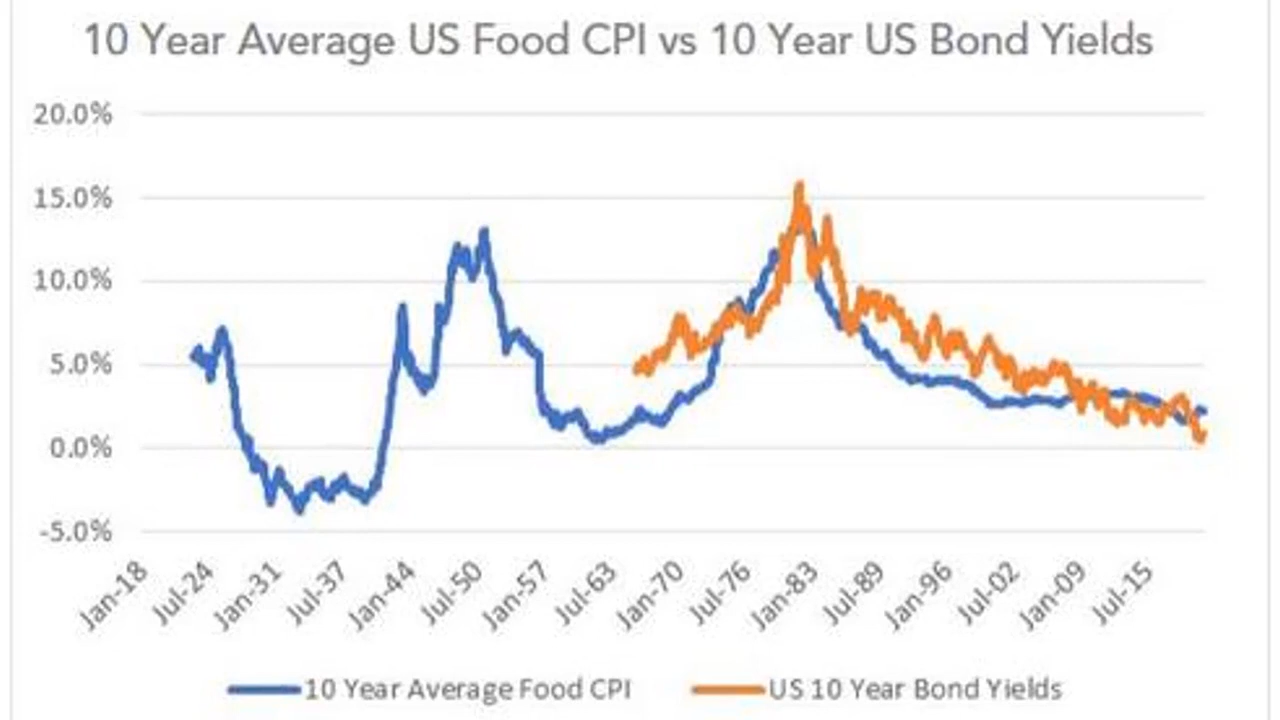 10 Year Average US Food CPI vs 10 Year US Bond Yields
20.0%
15.0%
10.0%
5.0%
0.0%
-5.0%
Jan-18
Jul-24
Jan-31
Jul-37
Jan-44
Jul-50
Jan-57
Jul-63
Jan-70
Jul-76
Jan-83
Jul-89
Jan-96
Jul-02
Jan-09
Jul-15
10 Year Average Food CPI
US 10 Year Bond Yields